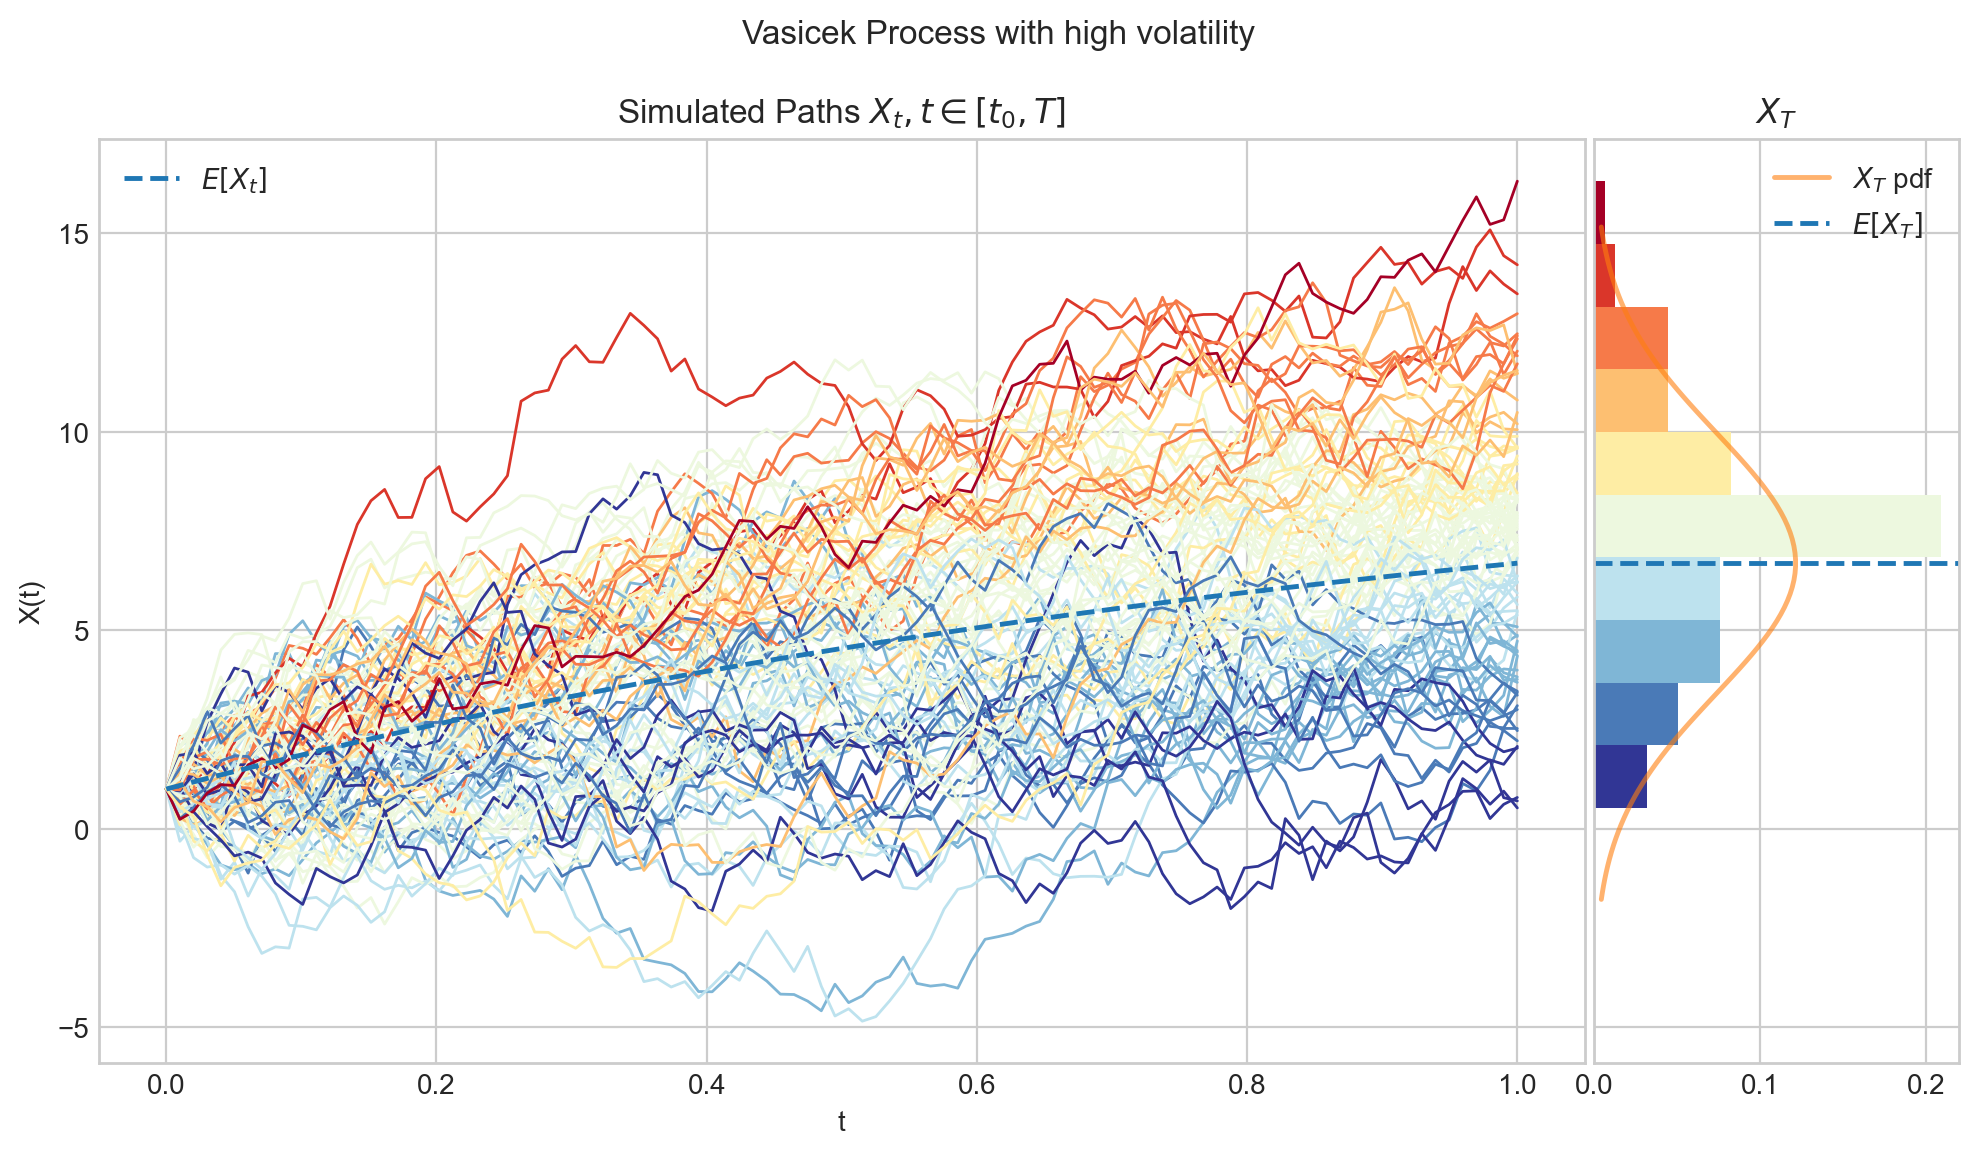 Vasicek Process with high volatility
Simulated Paths $X_t, t \in [t_0, T]$
$X_T$
$E[X_t]$
$X_T$ pdf
$E[X_T]$
X(t)
15
10
5
0
−5
0.0
0.2
0.4
0.6
0.8
1.0
0.0
0.1
0.2
t